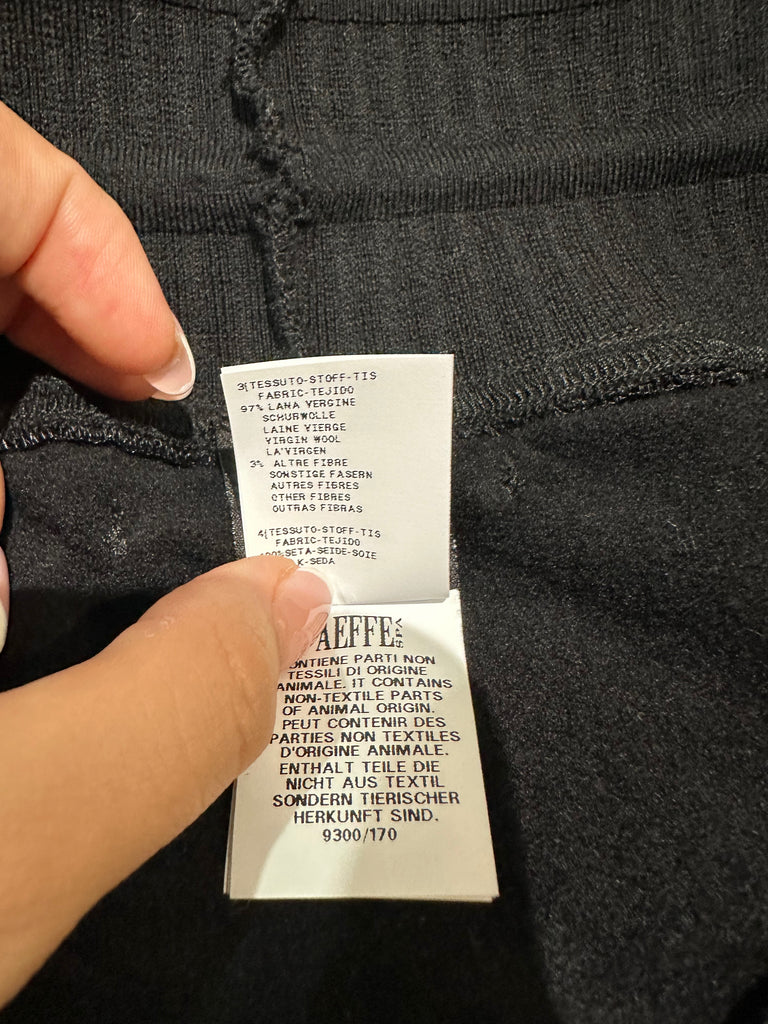 3[TESSUTO-STOFF-TIS
FABRIC-TEJIDO
97% LANA VERGINE
SCHURWOLLE
LAINE VIERGE
VIRGIN WOOL
LA'VIRGEN
3% ALTRE FIBRE
SONSTIGE FASERN
AUTRES FIBRES
OTHER FIBRES
OUTRAS FIBRAS
4[TESSUTO-STOFF-TIS
FABRIC-TEJIDO
SETA-SEIDE-SOIE
K-SEDA
AEFFE SPA
ONTIENE PARTI NON
TESSILI DI ORIGINE
ANIMALE. IT CONTAINS
NON-TEXTILE PARTS
OF ANIMAL ORIGIN.
PEUT CONTENIR DES
PARTIES NON TEXTILES
D'ORIGINE ANIMALE.
ENTHALT TEILE DIE
NICHT AUS TEXTIL
SONDERN TIERISCHER
HERKUNFT SIND.
9300/170